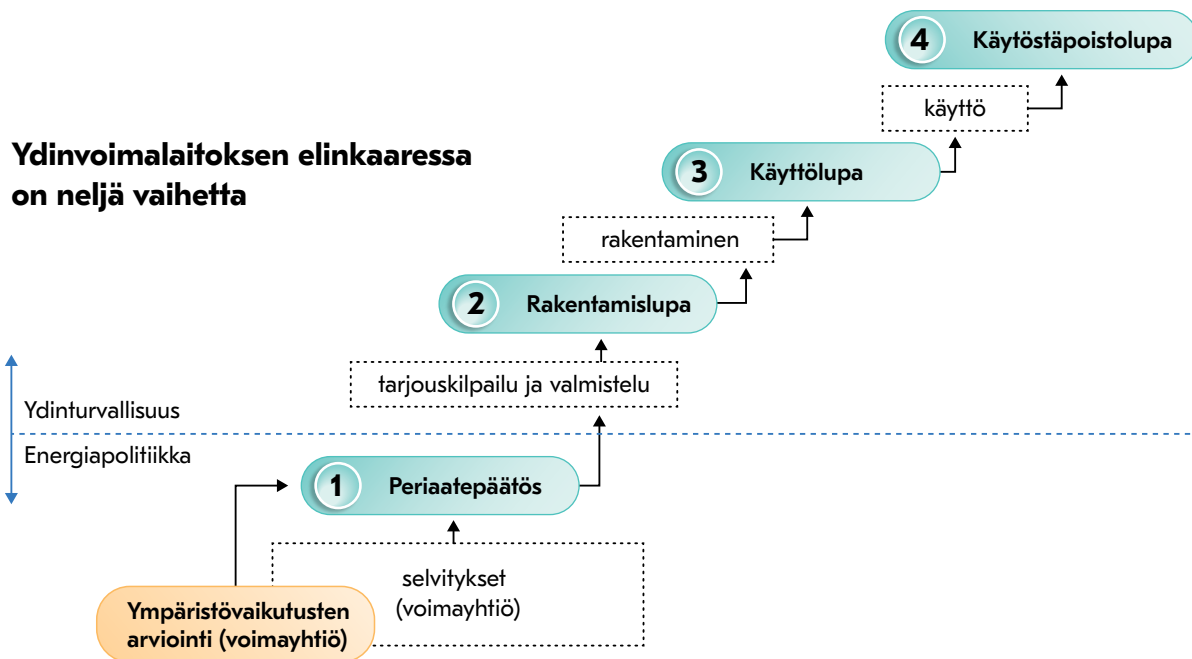 4 Käytöstäpoistolupa
käyttö
Ydinvoimalaitoksen elinkaaressa
on neljä vaihetta
3 Käyttölupa
rakentaminen
2 Rakentamislupa
tarjouskilpailu ja valmistelu
Ydinturvallisuus
Energiapolitiikka
1 Periaatepäätös
selvitykset
(voimayhtiö)
Ympäristövaikutusten
arviointi (voimayhtiö)